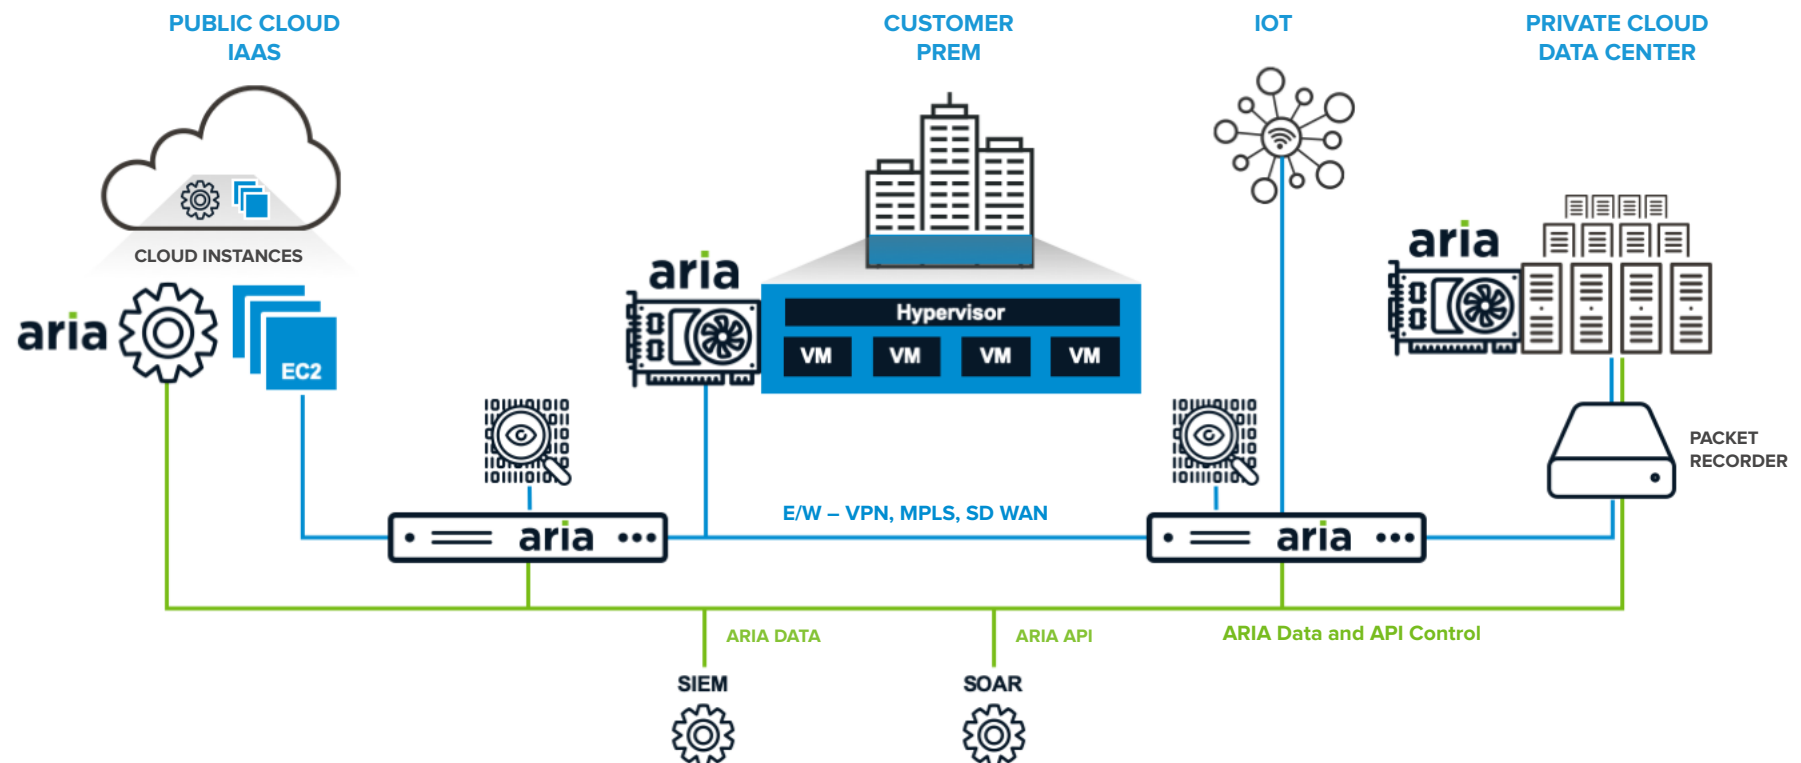 PUBLIC CLOUD
IAAS
CUSTOMER
PREM
IOT
PRIVATE CLOUD
DATA CENTER
CLOUD INSTANCES
aria
EC2
aria
Hypervisor
VM VM VM VM
aria
PACKET
RECORDER
1011010101
aria
E/W – VPN, MPLS, SD WAN
aria
ARIA DATA
ARIA API
ARIA Data and API Control
SIEM
SOAR